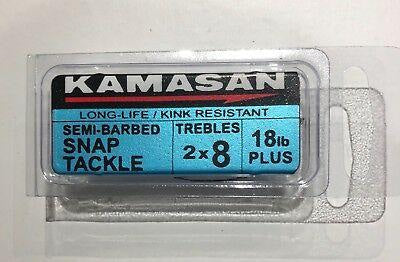 KAMASAN
LONG-LIFE / KINK RESISTANT
SEMI-BARBED
SNAP
TACKLE
TREBLES
2x8
18lb
PLUS